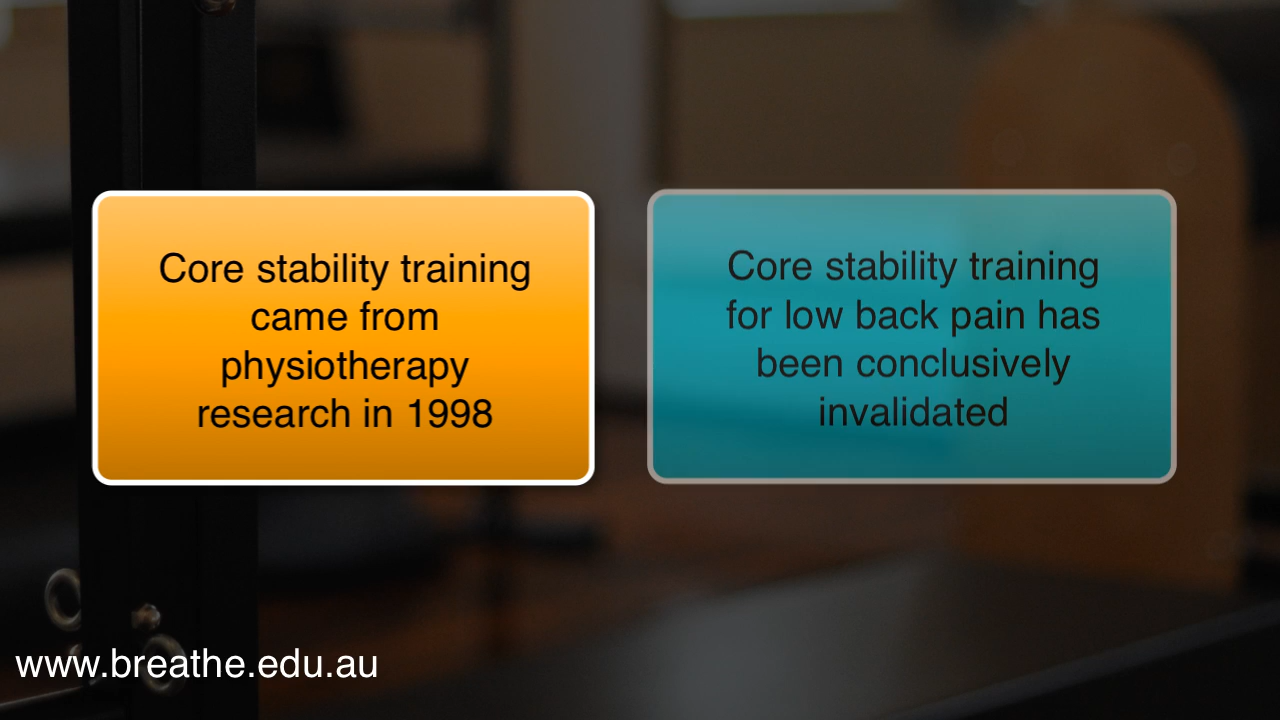 Core stability training
came from
physiotherapy
research in 1998
Core stability training
for low back pain has
been conclusively
invalidated
www.breathe.edu.au